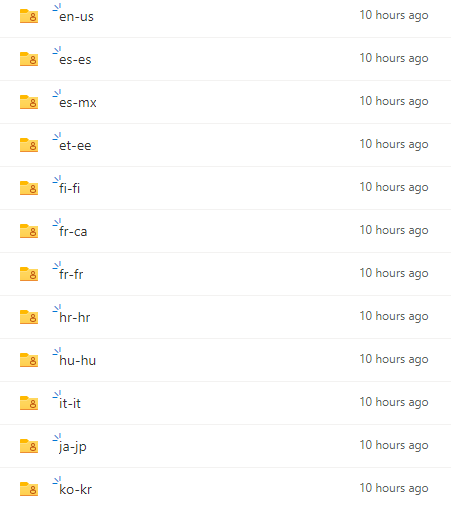 en-us 10 hours ago
es-es 10 hours ago
es-mx 10 hours ago
et-ee 10 hours ago
fi-fi 10 hours ago
fr-ca 10 hours ago
fr-fr 10 hours ago
hr-hr 10 hours ago
hu-hu 10 hours ago
it-it 10 hours ago
ja-jp 10 hours ago
ko-kr 10 hours ago